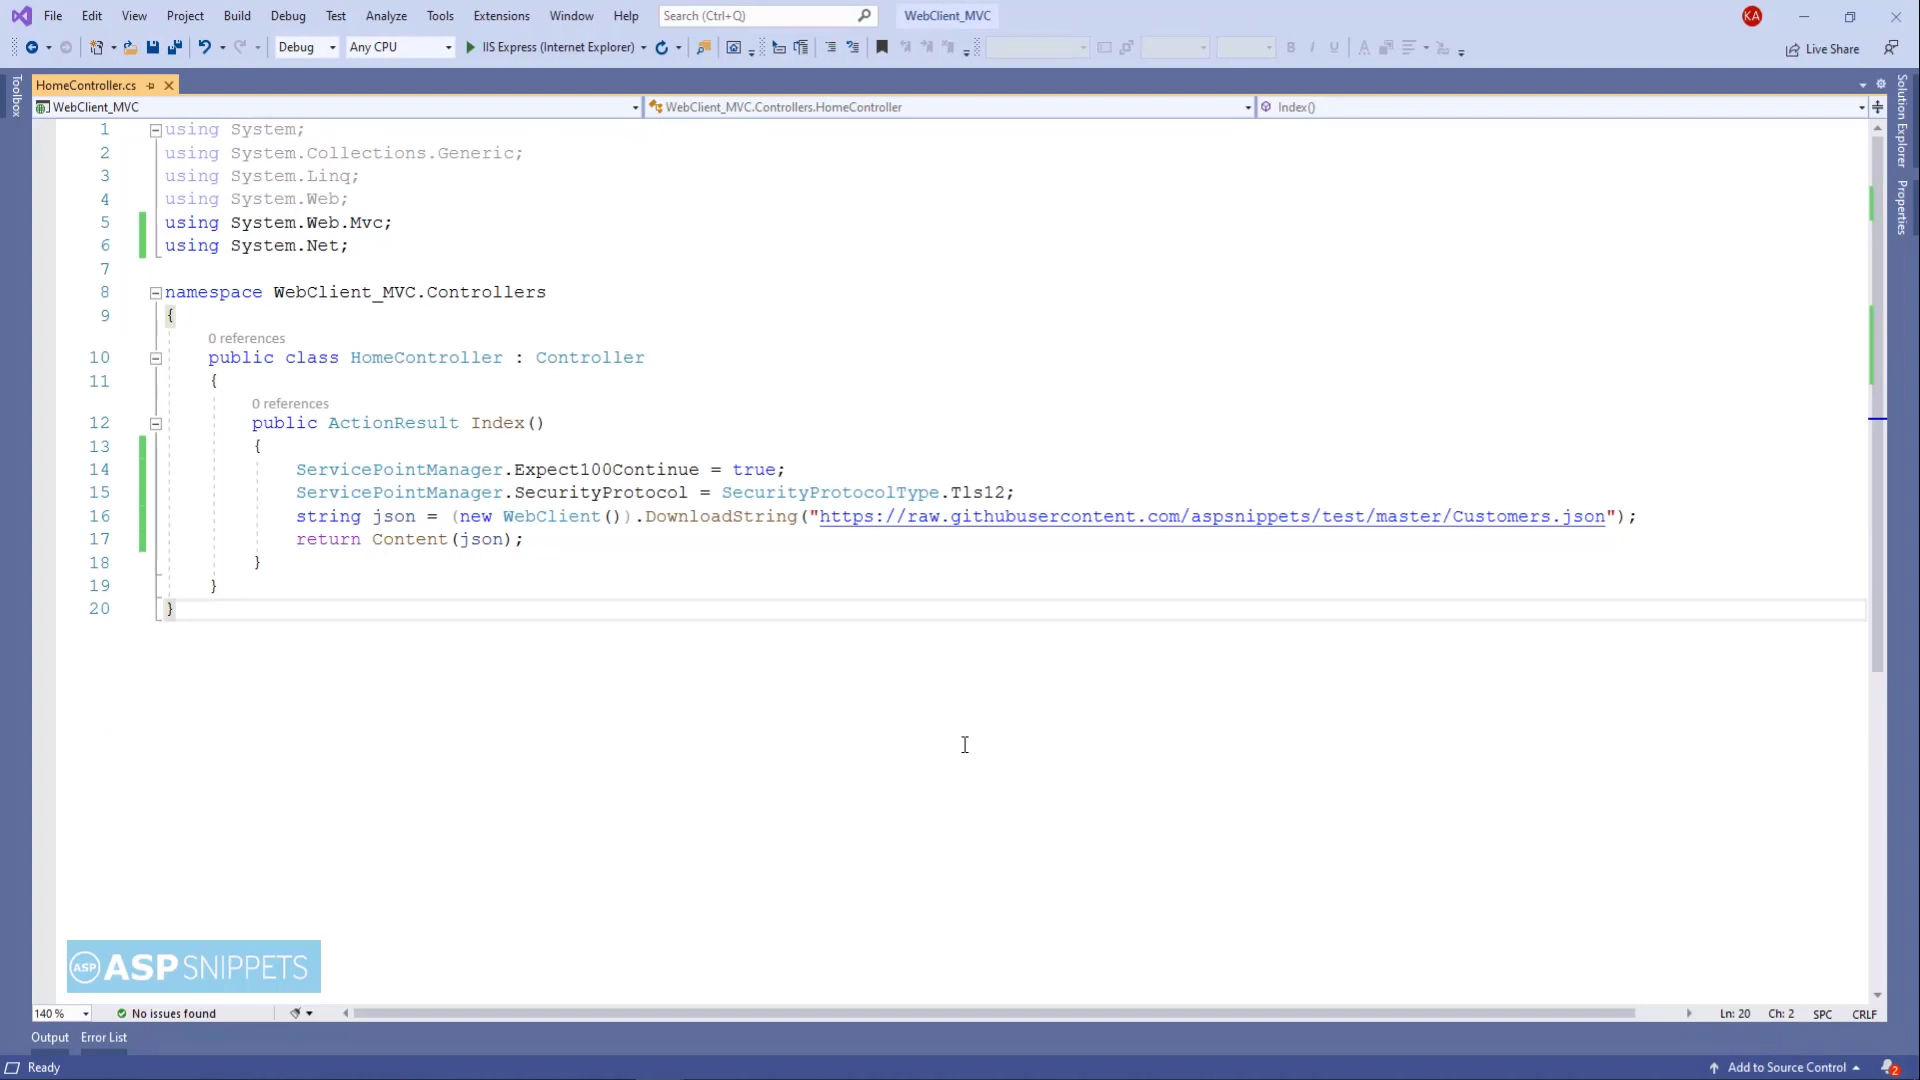 File Edit View Project Build Debug Test Analyze Tools Extensions Window Help Search (Ctrl+Q) WebClient_MVC KA
Debug Any CPU IIS Express (Internet Explorer) Live Share
Toolbox
HomeController.cs
WebClient_MVC WebClient_MVC.Controllers.HomeController Index()
Solution Explorer
Properties
1 using System;
2 using System.Collections.Generic;
3 using System.Linq;
4 using System.Web;
5 using System.Web.Mvc;
6 using System.Net;
7
8 namespace WebClient_MVC.Controllers
9 {
0 references
10 public class HomeController : Controller
11 {
0 references
12 public ActionResult Index()
13 {
14 ServicePointManager.Expect100Continue = true;
15 ServicePointManager.SecurityProtocol = SecurityProtocolType.Tls12;
16 string json = (new WebClient()).DownloadString("https://raw.githubusercontent.com/aspsnippets/test/master/Customers.json");
17 return Content(json);
18 }
19 }
20 }
ASP ASP SNIPPETS
140 % No issues found Ln: 20 Ch: 2 SPC CRLF
Output Error List
Ready Add to Source Control 2